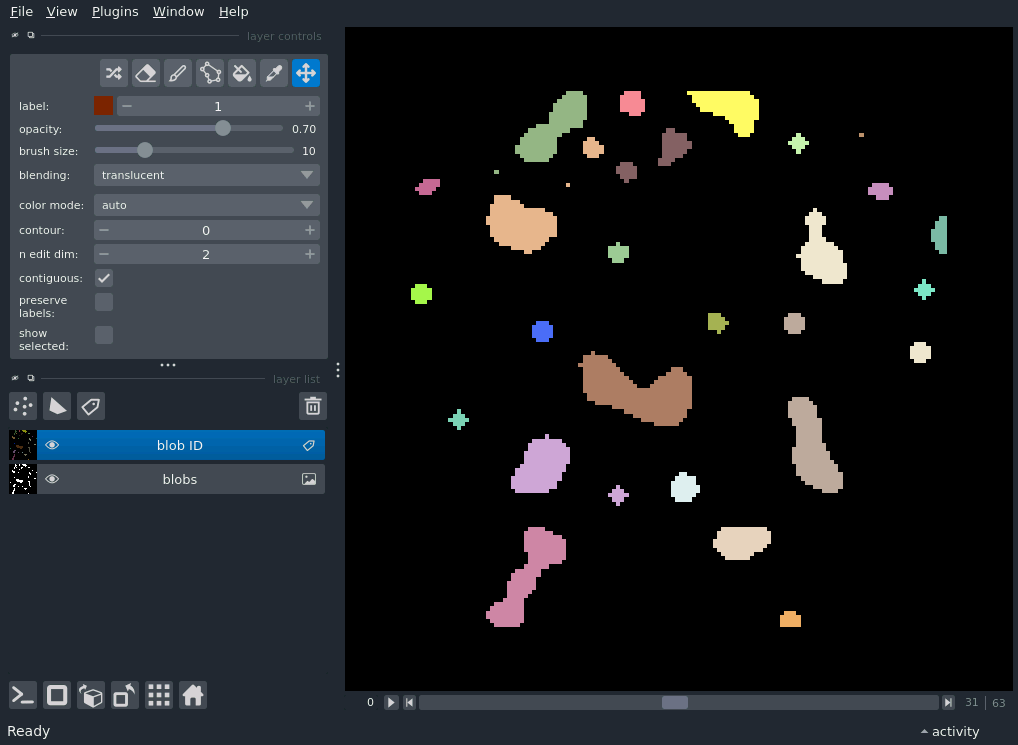 File View Plugins Window Help
layer controls
label: 1
opacity: 0.70
brush size: 10
blending: translucent
color mode: auto
contour: 0
n edit dim: 2
contiguous:
preserve
labels:
show
selected:
layer list
blob ID
blobs
0 31 | 63
Ready activity